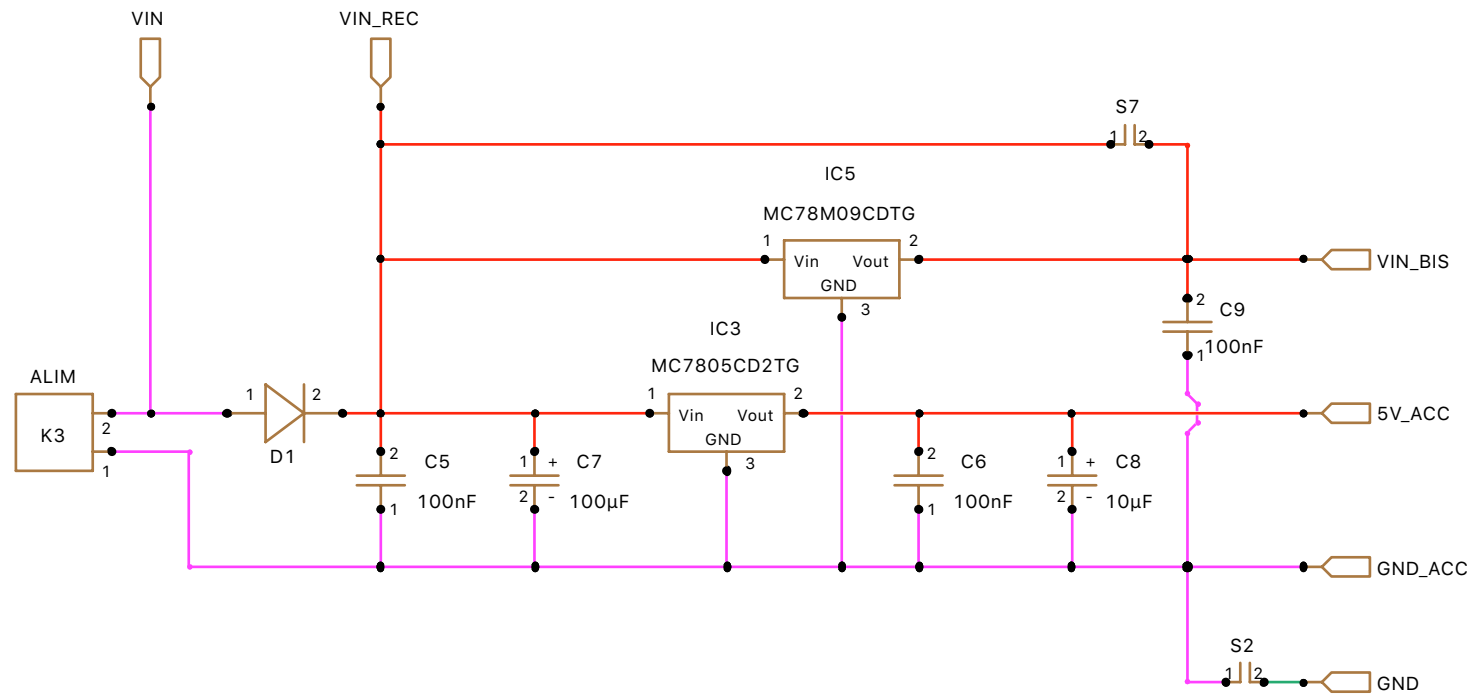 VIN
VIN_REC
S7
1 2
IC5
MC78M09CDTG
1
2
Vin Vout
GND
3
VIN_BIS
2
C9
100nF
1
IC3
MC7805CD2TG
ALIM
K3
2
1
1
2
D1
1
2
Vin Vout
GND
3
5V_ACC
2
C5
100nF
1
1 +
C7
100µF
2 -
2
C6
100nF
1
1 +
C8
10µF
2 -
GND_ACC
S2
1 2
GND